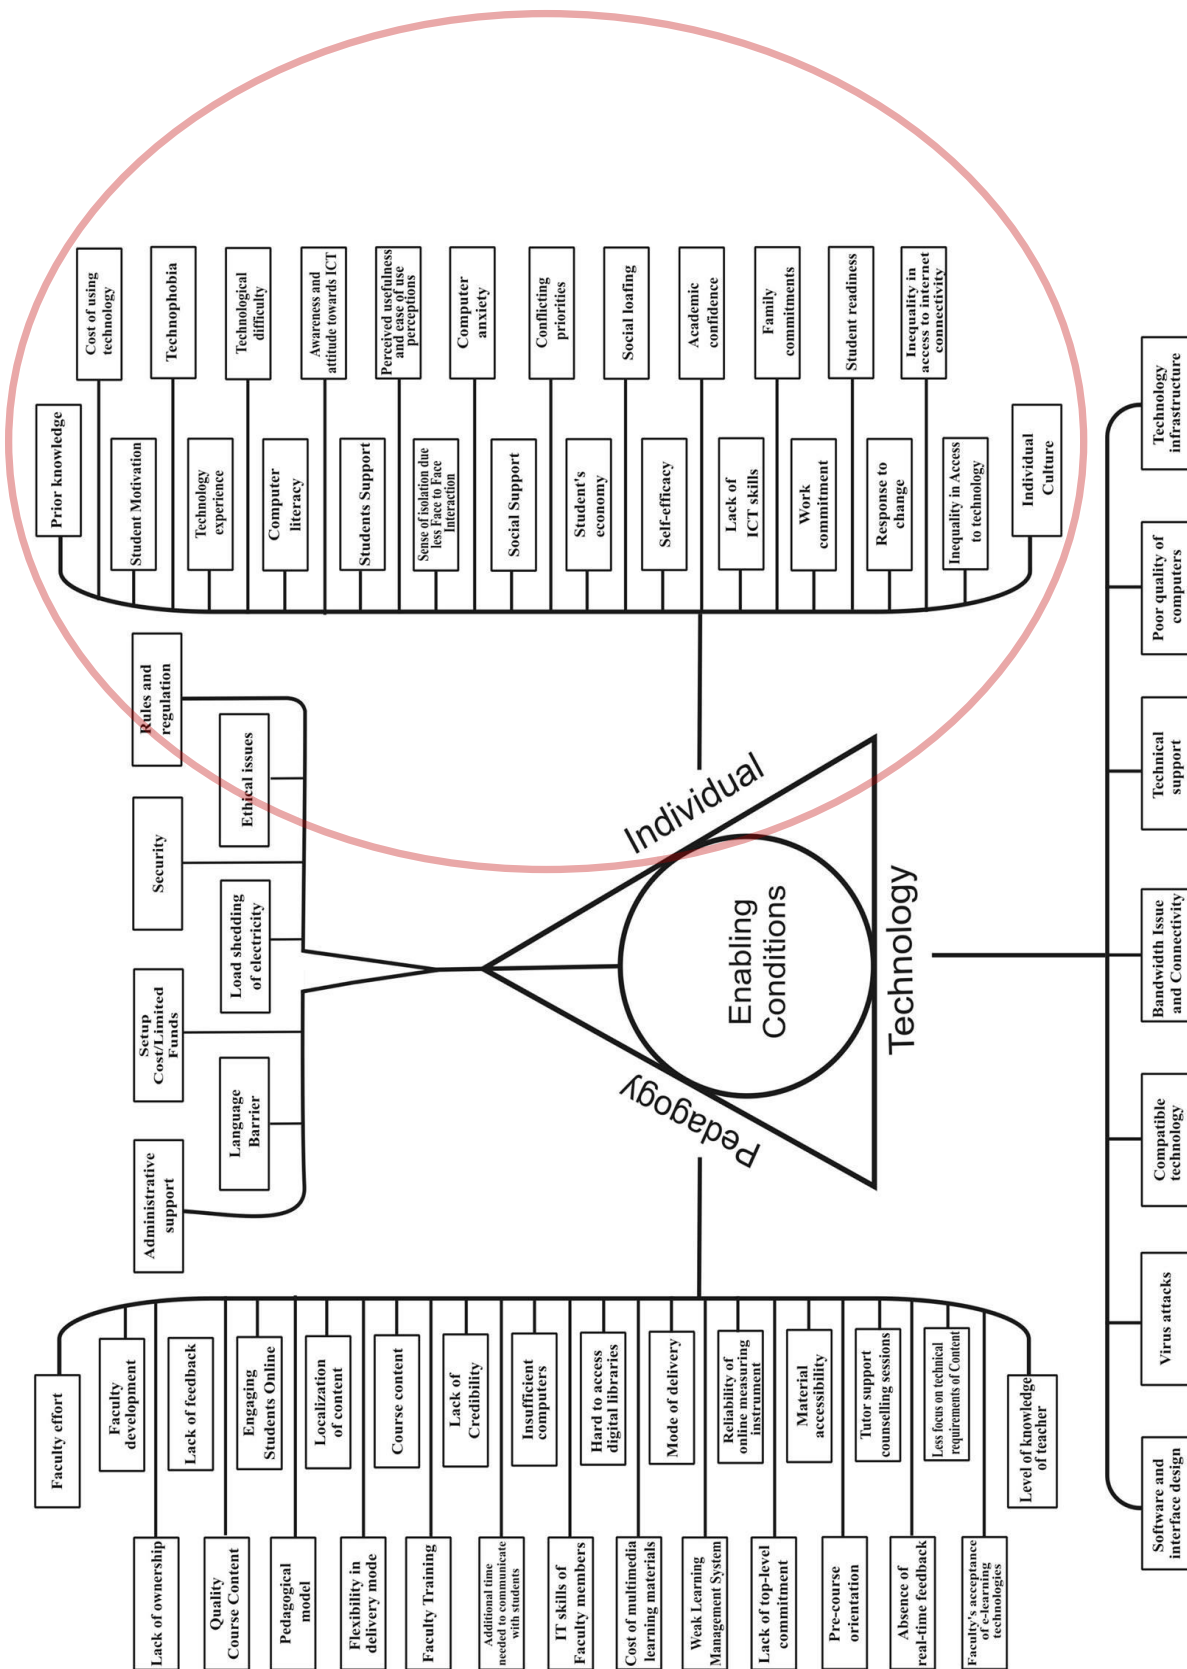 Prior knowledge
Cost of using
technology
Student Motivation
Technophobia
Technology
experience
Technological
difficulty
Computer
literacy
Awareness and
attitude towards ICT
Students Support
Perceived usefulness
and ease of use
perceptions
Sense of isolation due
less Face to Face
Interaction
Computer
anxiety
Social Support
Conflicting
priorities
Student's
economy
Social loafing
Self-efficacy
Academic
confidence
Lack of
ICT skills
Family
commitments
Work
commitment
Student readiness
Response to
change
Inequality in
access to internet
connectivity
Inequality in Access
to technology
Individual
Culture
Rules and
regulation
Ethical issues
Security
Load shedding
of electricity
Setup
Cost/Limited
Funds
Language
Barrier
Administrative
support
Individual
Enabling
Conditions
Pedagogy
Technology
Faculty effort
Faculty
development
Lack of ownership
Lack of feedback
Quality
Course Content
Engaging
Students Online
Pedagogical
model
Localization
of content
Flexibility in
delivery mode
Course content
Faculty Training
Lack of
Credibility
Additional time
needed to communicate
with students
Insufficient
computers
IT skills of
Faculty members
Hard to access
digital libraries
Cost of multimedia
learning materials
Mode of delivery
Weak Learning
Management System
Reliability of
online measuring
instrument
Lack of top-level
commitment
Material
accessibility
Pre-course
orientation
Tutor support
counselling sessions
Absence of
real-time feedback
Less focus on technical
requirements of Content
Faculty's acceptance
of e-learning
technologies
Level of knowledge
of teacher
Software and
interface design
Virus attacks
Compatible
technology
Bandwidth Issue
and Connectivity
Technical
support
Poor quality of
computers
Technology
infrastructure